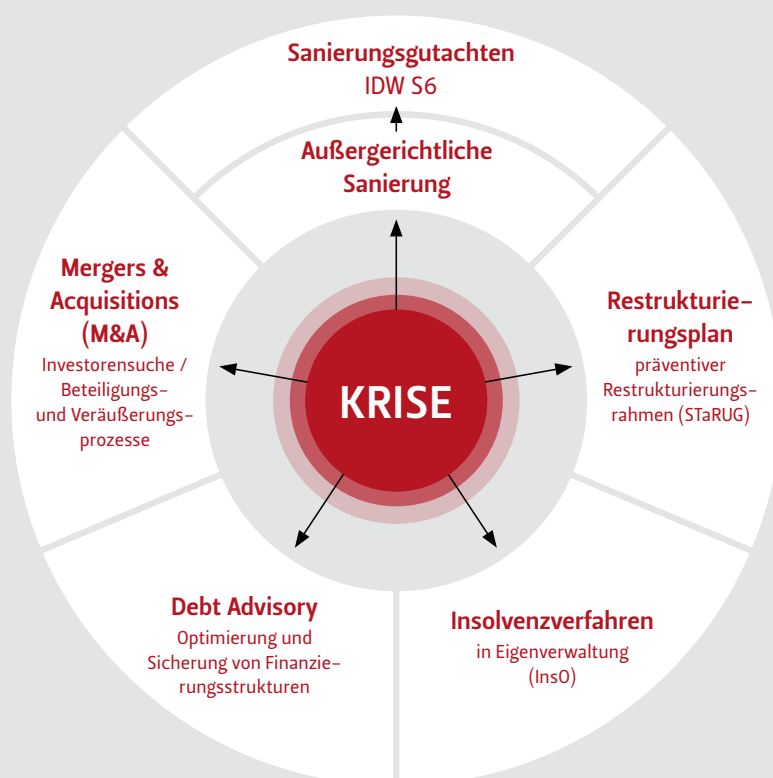 Sanierungsgutachten
IDW S6
Außergerichtliche
Sanierung
Mergers &
Acquisitions
(M&A)
Investorensuche /
Beteiligungs-
und Veräußerungs-
prozesse
KRISE
Restrukturie-
rungsplan
präventiver
Restrukturierungs-
rahmen (STaRUG)
Debt Advisory
Optimierung und
Sicherung von Finanzie-
rungsstrukturen
Insolvenzverfahren
in Eigenverwaltung
(InsO)